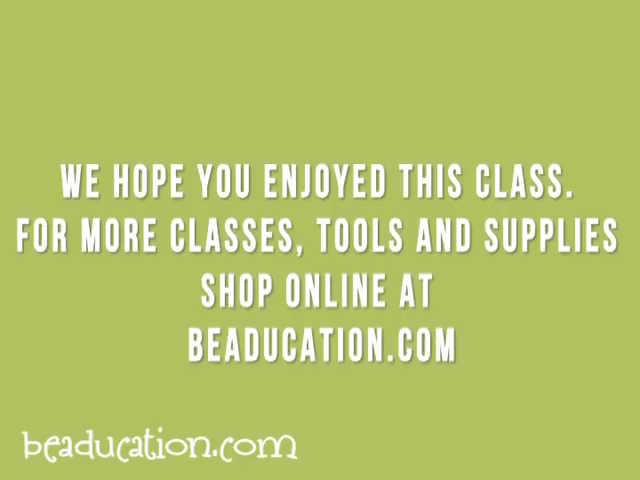 WE HOPE YOU ENJOYED THIS CLASS.
FOR MORE CLASSES, TOOLS AND SUPPLIES
SHOP ONLINE AT
BEADUCATION.COM
beaducation.com